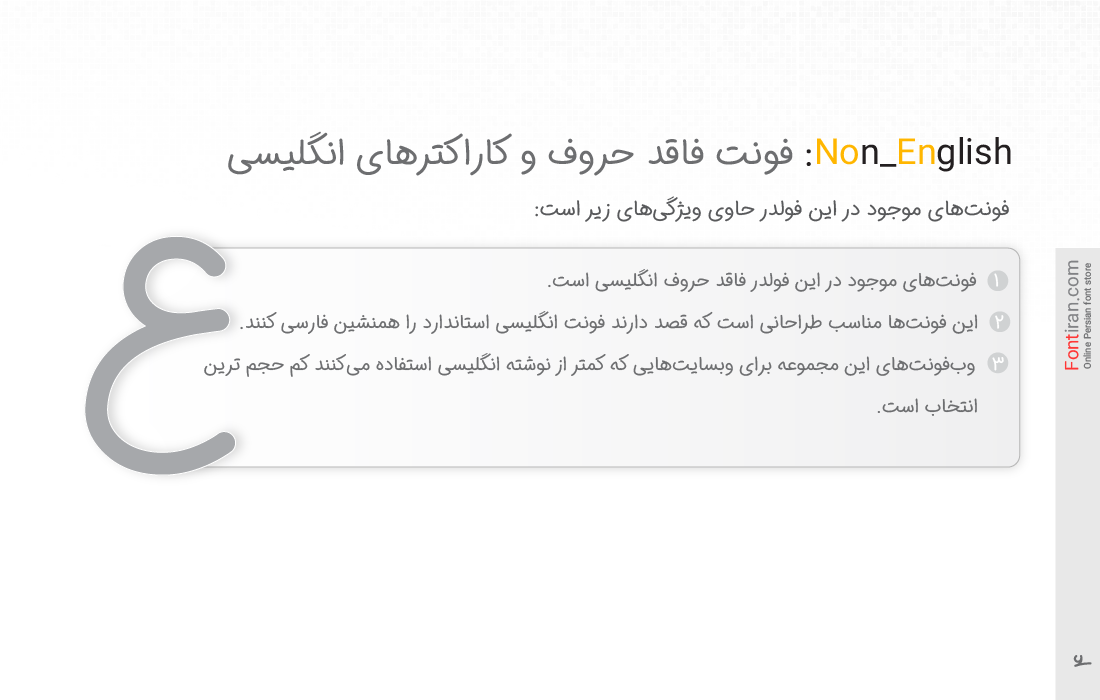 Non_English: فونت فاقد حروف و کاراکترهای انگلیسی
فونت‌های موجود در این فولدر حاوی ویژگی‌های زیر است:
۱ فونت‌های موجود در این فولدر فاقد حروف انگلیسی است.
۲ این فونت‌ها مناسب طراحانی است که قصد دارند فونت انگلیسی استاندارد را همنشین فارسی کنند.
۳ وب‌فونت‌های این مجموعه برای وبسایت‌هایی که کمتر از نوشته انگلیسی استفاده می‌کنند کم حجم ترین
انتخاب است.
ع
Fontiran.com
Online Persian font store
۴